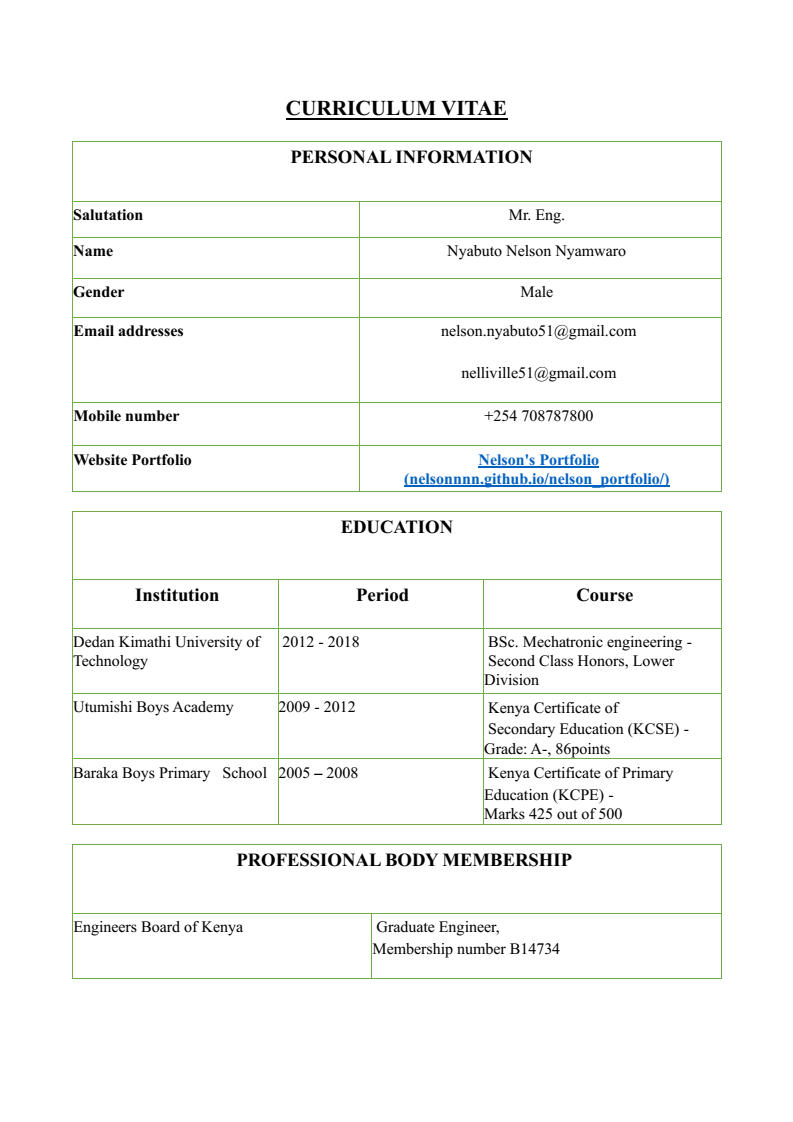 CURRICULUM VITAE
PERSONAL INFORMATION
Salutation Mr. Eng.
Name Nyabuto Nelson Nyamwaro
Gender Male
Email addresses nelson.nyabuto51@gmail.com
nelliville51@gmail.com
Mobile number +254 708787800
Website Portfolio Nelson's Portfolio
(nelsonnnn.github.io/nelson_portfolio/)
EDUCATION
Institution Period Course
Dedan Kimathi University of 2012 - 2018 BSc. Mechatronic engineering -
Technology Second Class Honors, Lower
Division
Utumishi Boys Academy 2009 - 2012 Kenya Certificate of
Secondary Education (KCSE) -
Grade: A-, 86points
Baraka Boys Primary School 2005 – 2008 Kenya Certificate of Primary
Education (KCPE) -
Marks 425 out of 500
PROFESSIONAL BODY MEMBERSHIP
Engineers Board of Kenya Graduate Engineer,
Membership number B14734